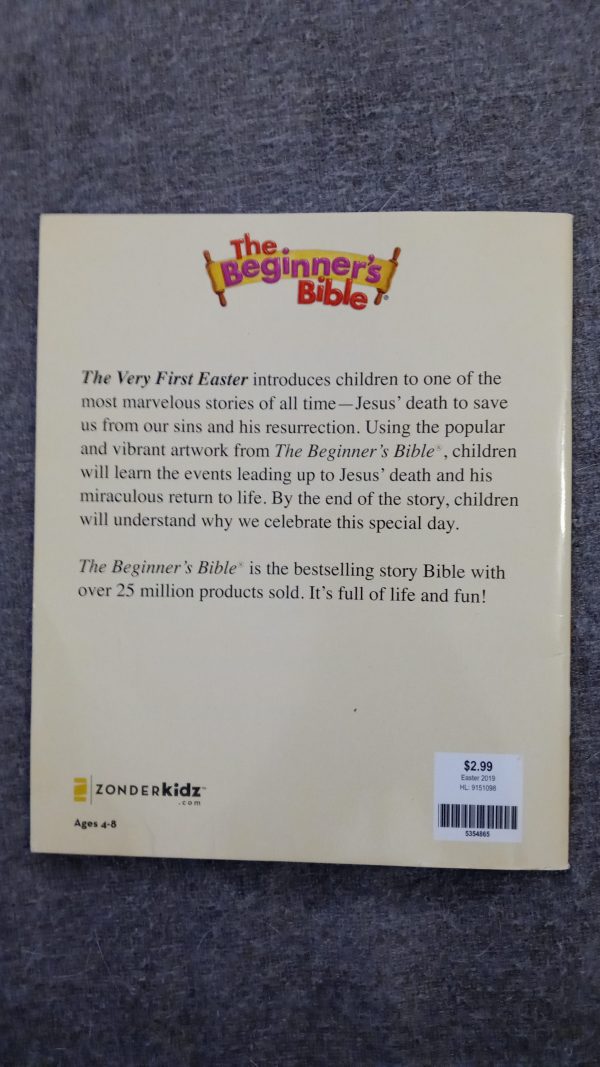 The
Beginner's
Bible®
The Very First Easter introduces children to one of the
most marvelous stories of all time—Jesus' death to save
us from our sins and his resurrection. Using the popular
and vibrant artwork from The Beginner's Bible®, children
will learn the events leading up to Jesus' death and his
miraculous return to life. By the end of the story, children
will understand why we celebrate this special day.
The Beginner's Bible® is the bestselling story Bible with
over 25 million products sold. It's full of life and fun!
ZONDERkidz™
.com
Ages 4-8
$2.99
Easter 2019
HL: 9151098
5354865